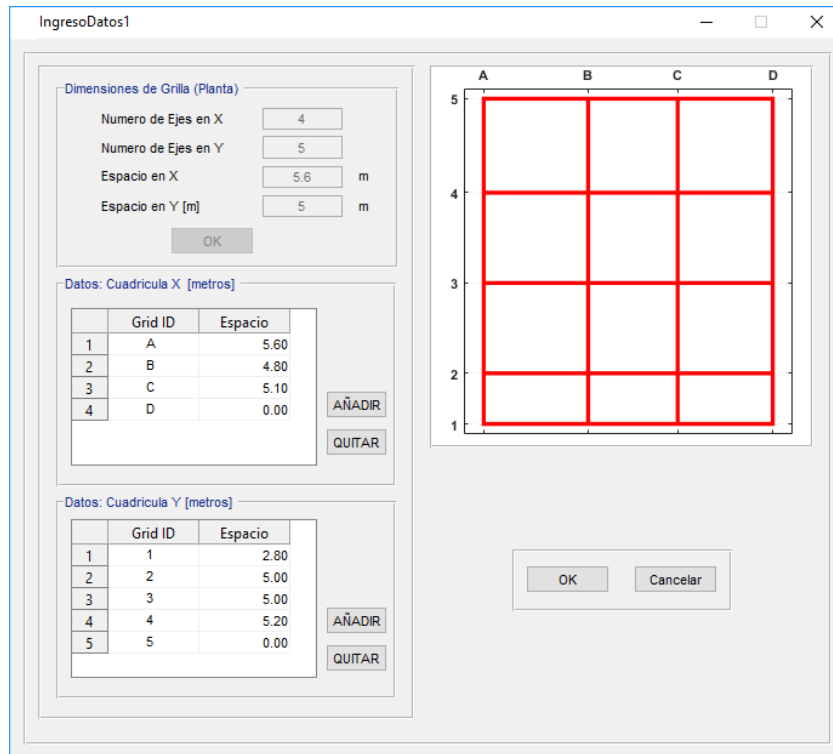 IngresoDatos1
Dimensiones de Grilla (Planta)
Numero de Ejes en X 4
Numero de Ejes en Y 5
Espacio en X 5.6 m
Espacio en Y [m] 5 m
OK
Datos: Cuadricula X [metros]
Grid ID Espacio
1 A 5.60
2 B 4.80
3 C 5.10
4 D 0.00
AÑADIR
QUITAR
Datos: Cuadricula Y [metros]
Grid ID Espacio
1 1 2.80
2 2 5.00
3 3 5.00
4 4 5.20
5 5 0.00
AÑADIR
QUITAR
A B C D
5
4
3
2
1
OK Cancelar